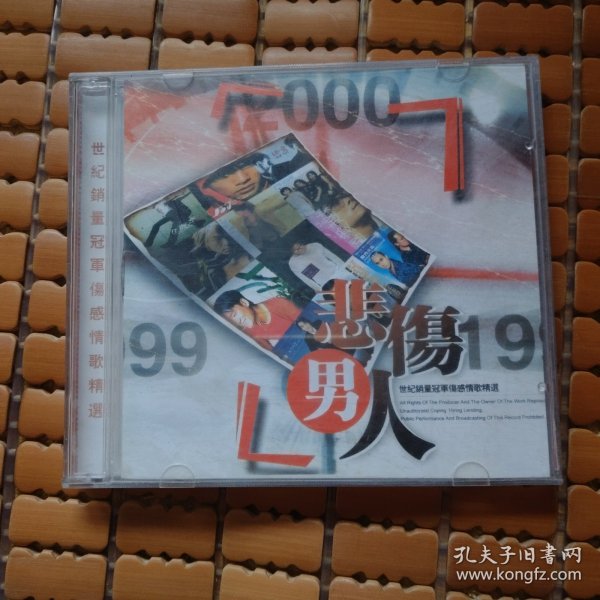 世紀銷量冠軍傷感情歌精選
2000
999
199
悲傷
男人
世紀銷量冠軍傷感情歌精選
All Rights Of The Producer And The Owner Of The Work Reproduced
Unauthorized Copying Hiring Lending
Public Performance And Broadcasting Of This Record Prohibited
孔夫子旧书网
www.kongfz.com